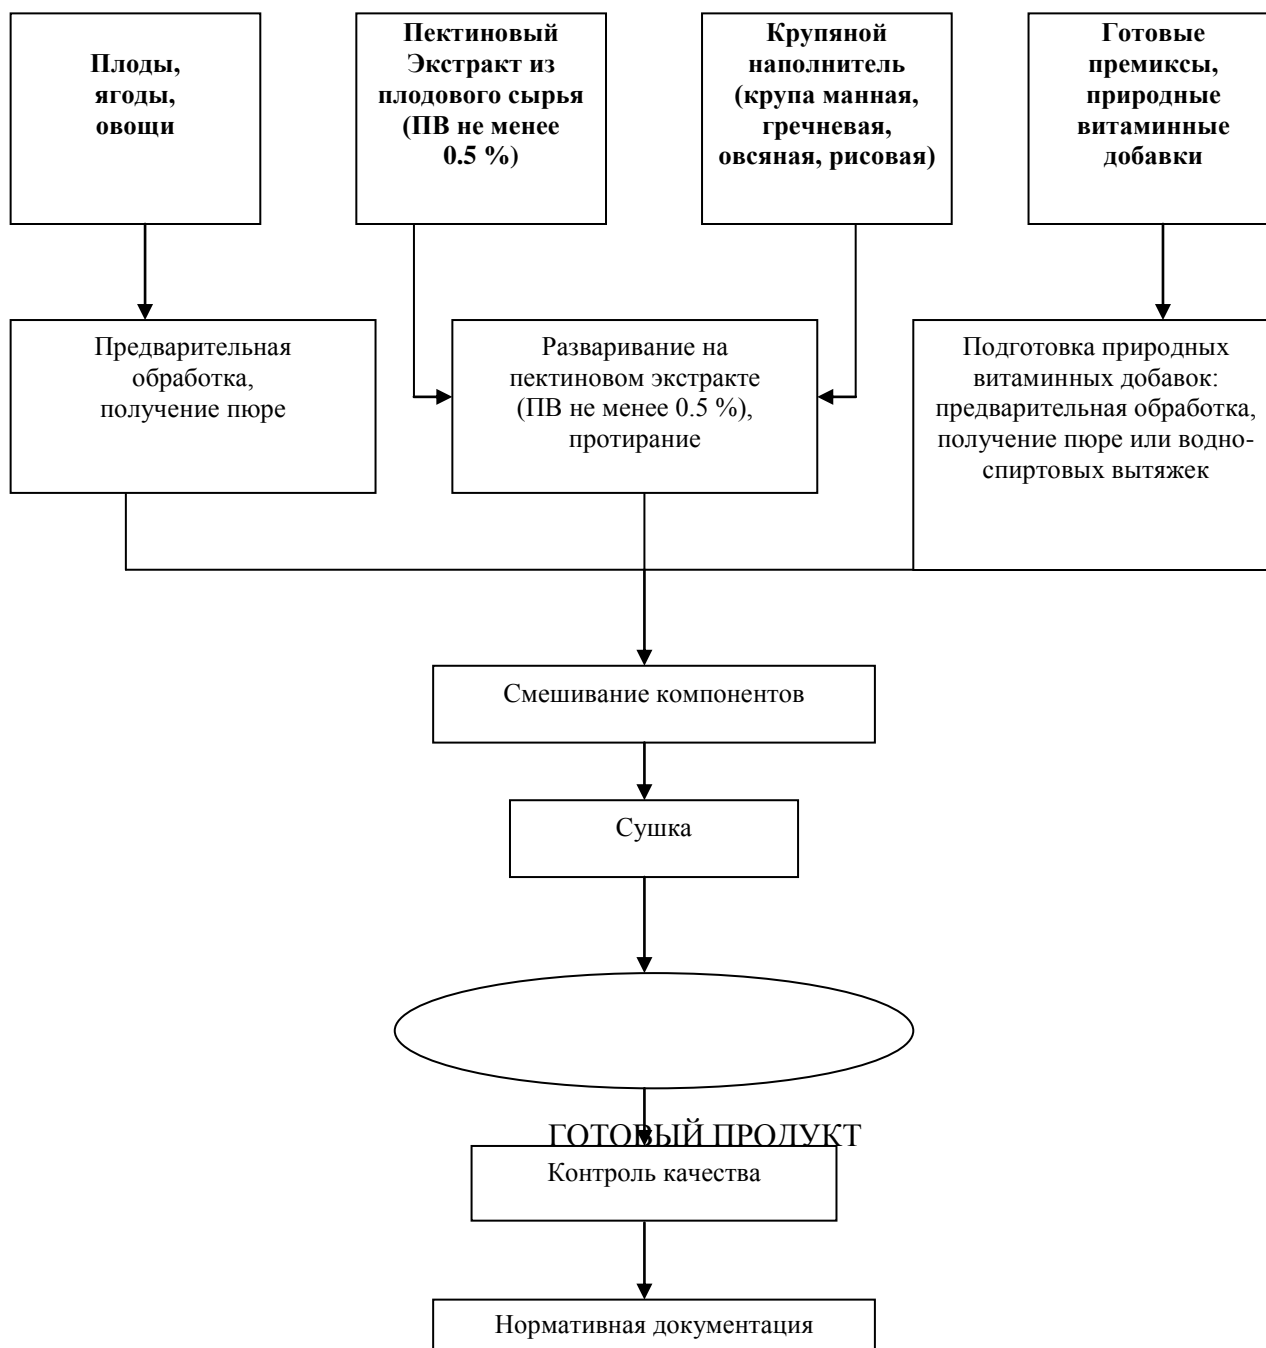 Плоды,
ягоды,
овощи
Пектиновый
Экстракт из
плодового сырья
(ПВ не менее
0.5 %)
Крупяной
наполнитель
(крупа манная,
гречневая,
овсяная, рисовая)
Готовые
премиксы,
природные
витаминные
добавки
Предварительная
обработка,
получение пюре
Разваривание на
пектиновом экстракте
(ПВ не менее 0.5 %),
протирание
Подготовка природных
витаминных добавок:
предварительная обработка,
получение пюре или водно-
спиртовых вытяжек
Смешивание компонентов
Сушка
ГОТОВЫЙ ПРОДУКТ
Контроль качества
Нормативная документация